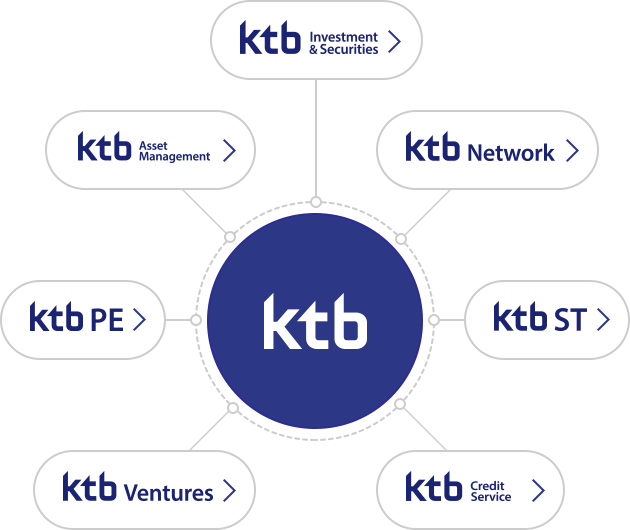 ktb Investment
& Securities
ktb Asset
Management
ktb Network
ktb PE
ktb
ktb ST
ktb Ventures
ktb Credit
Service